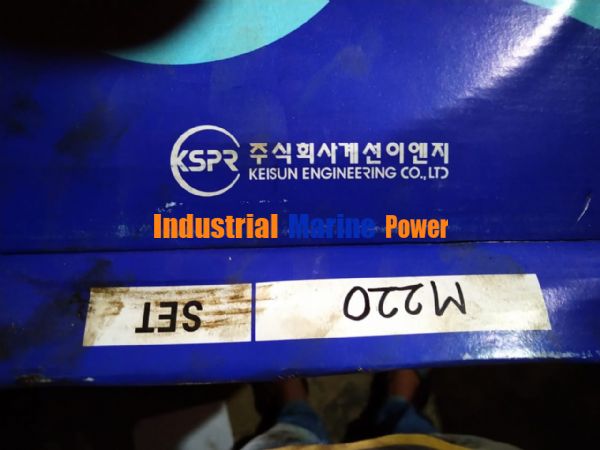 KSPR 주식회사계선이엔지
KEISUN ENGINEERING CO.,LTD
Industrial Marine Power
SET M220